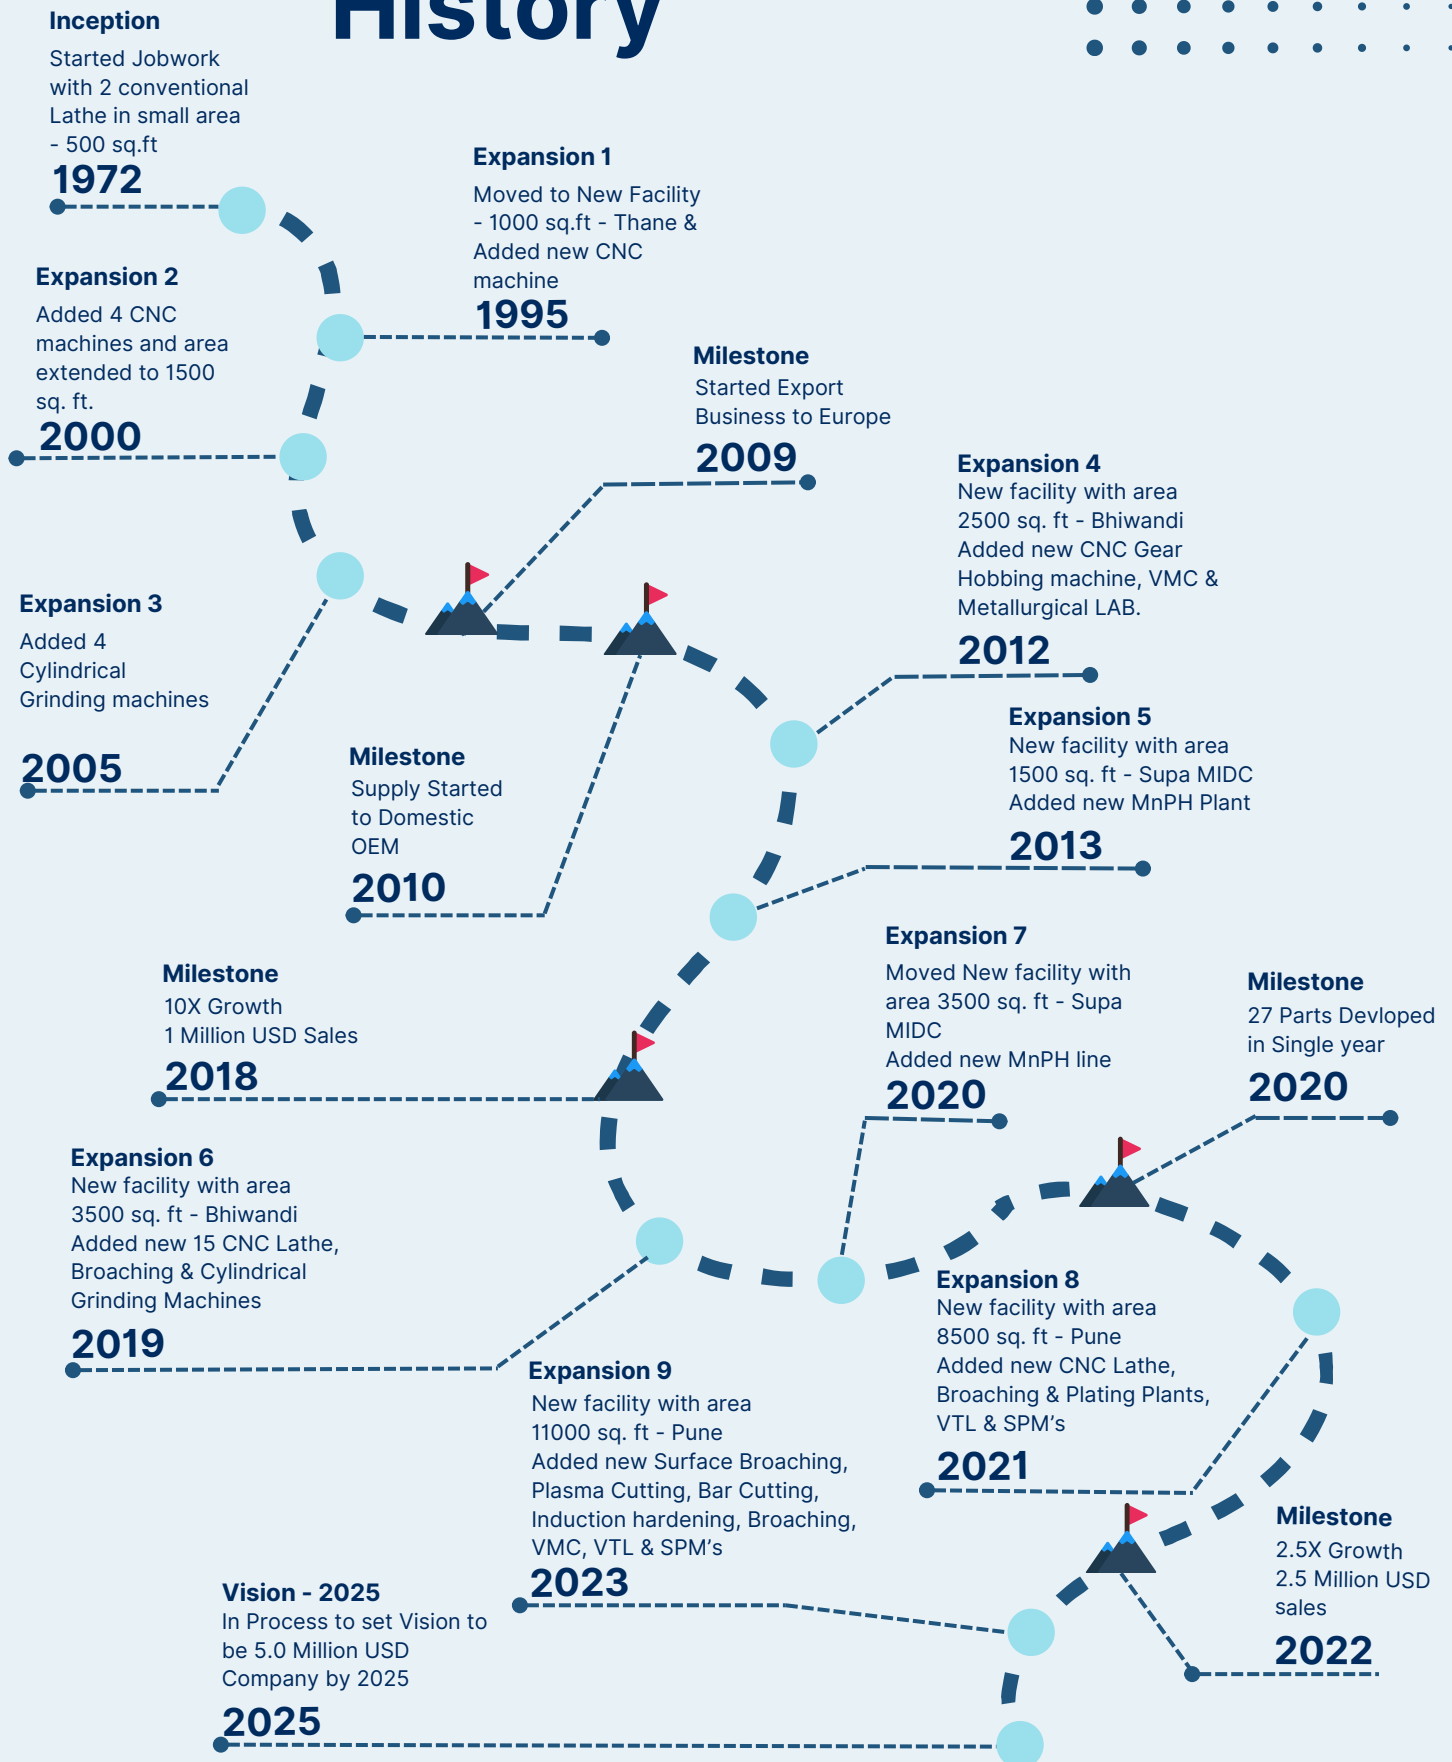 History
Inception
Started Jobwork
with 2 conventional
Lathe in small area
- 500 sq.ft
1972
Expansion 1
Moved to New Facility
- 1000 sq.ft - Thane &
Added new CNC
machine
1995
Expansion 2
Added 4 CNC
machines and area
extended to 1500
sq. ft.
2000
Milestone
Started Export
Business to Europe
2009
Expansion 4
New facility with area
2500 sq. ft - Bhiwandi
Added new CNC Gear
Hobbing machine, VMC &
Metallurgical LAB.
2012
Expansion 3
Added 4
Cylindrical
Grinding machines
2005
Milestone
Supply Started
to Domestic
OEM
2010
Expansion 5
New facility with area
1500 sq. ft - Supa MIDC
Added new MnPH Plant
2013
Expansion 7
Moved New facility with
area 3500 sq. ft - Supa
MIDC
Added new MnPH line
2020
Milestone
27 Parts Devloped
in Single year
2020
Milestone
10X Growth
1 Million USD Sales
2018
Expansion 6
New facility with area
3500 sq. ft - Bhiwandi
Added new 15 CNC Lathe,
Broaching & Cylindrical
Grinding Machines
2019
Expansion 8
New facility with area
8500 sq. ft - Pune
Added new CNC Lathe,
Broaching & Plating Plants,
VTL & SPM’s
2021
Expansion 9
New facility with area
11000 sq. ft - Pune
Added new Surface Broaching,
Plasma Cutting, Bar Cutting,
Induction hardening, Broaching,
VMC, VTL & SPM’s
2023
Milestone
2.5X Growth
2.5 Million USD
sales
2022
Vision - 2025
In Process to set Vision to
be 5.0 Million USD
Company by 2025
2025